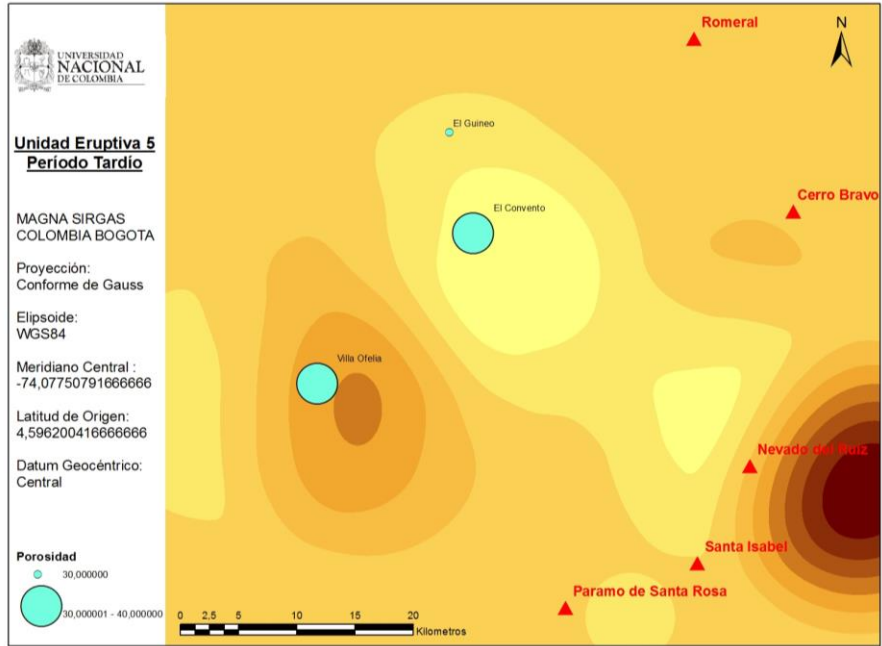 UNIVERSIDAD
NACIONAL
DE COLOMBIA
Unidad Eruptiva 5
Período Tardío
MAGNA SIRGAS
COLOMBIA BOGOTA
Proyección:
Conforme de Gauss
Elipsoide:
WGS84
Meridiano Central :
-74,07750791666666
Latitud de Origen:
4,596200416666666
Datum Geocéntrico:
Central
Porosidad
30,000000
30,000001 - 40,000000
Romeral
N
El Guineo
Cerro Bravo
El Convento
Villa Ofelia
Nevado del Ruiz
Santa Isabel
Paramo de Santa Rosa
0 2,5 5 10 15 20
Kilometros